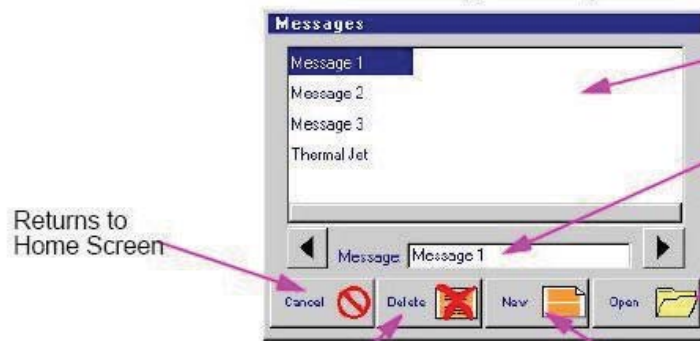 Messages
Message 1
Message 2
Message 3
Thermal Jet
Returns to
Home Screen
Message Message 1
Cancel
Delete
New
Open